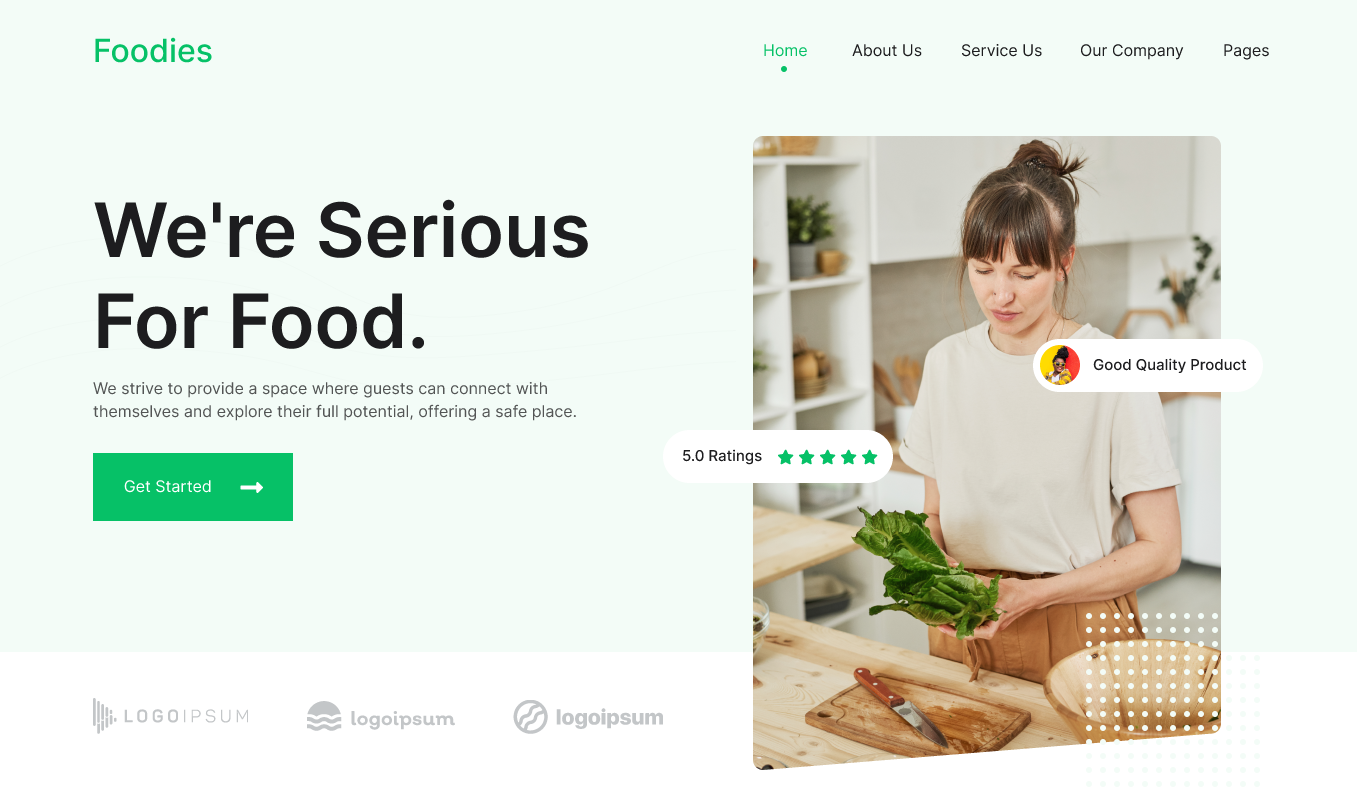 Foodies
Home About Us Service Us Our Company Pages
We're Serious
For Food.
We strive to provide a space where guests can connect with
themselves and explore their full potential, offering a safe place.
Get Started
Good Quality Product
5.0 Ratings
LOGOIPSUM
logoipsum
logoipsum